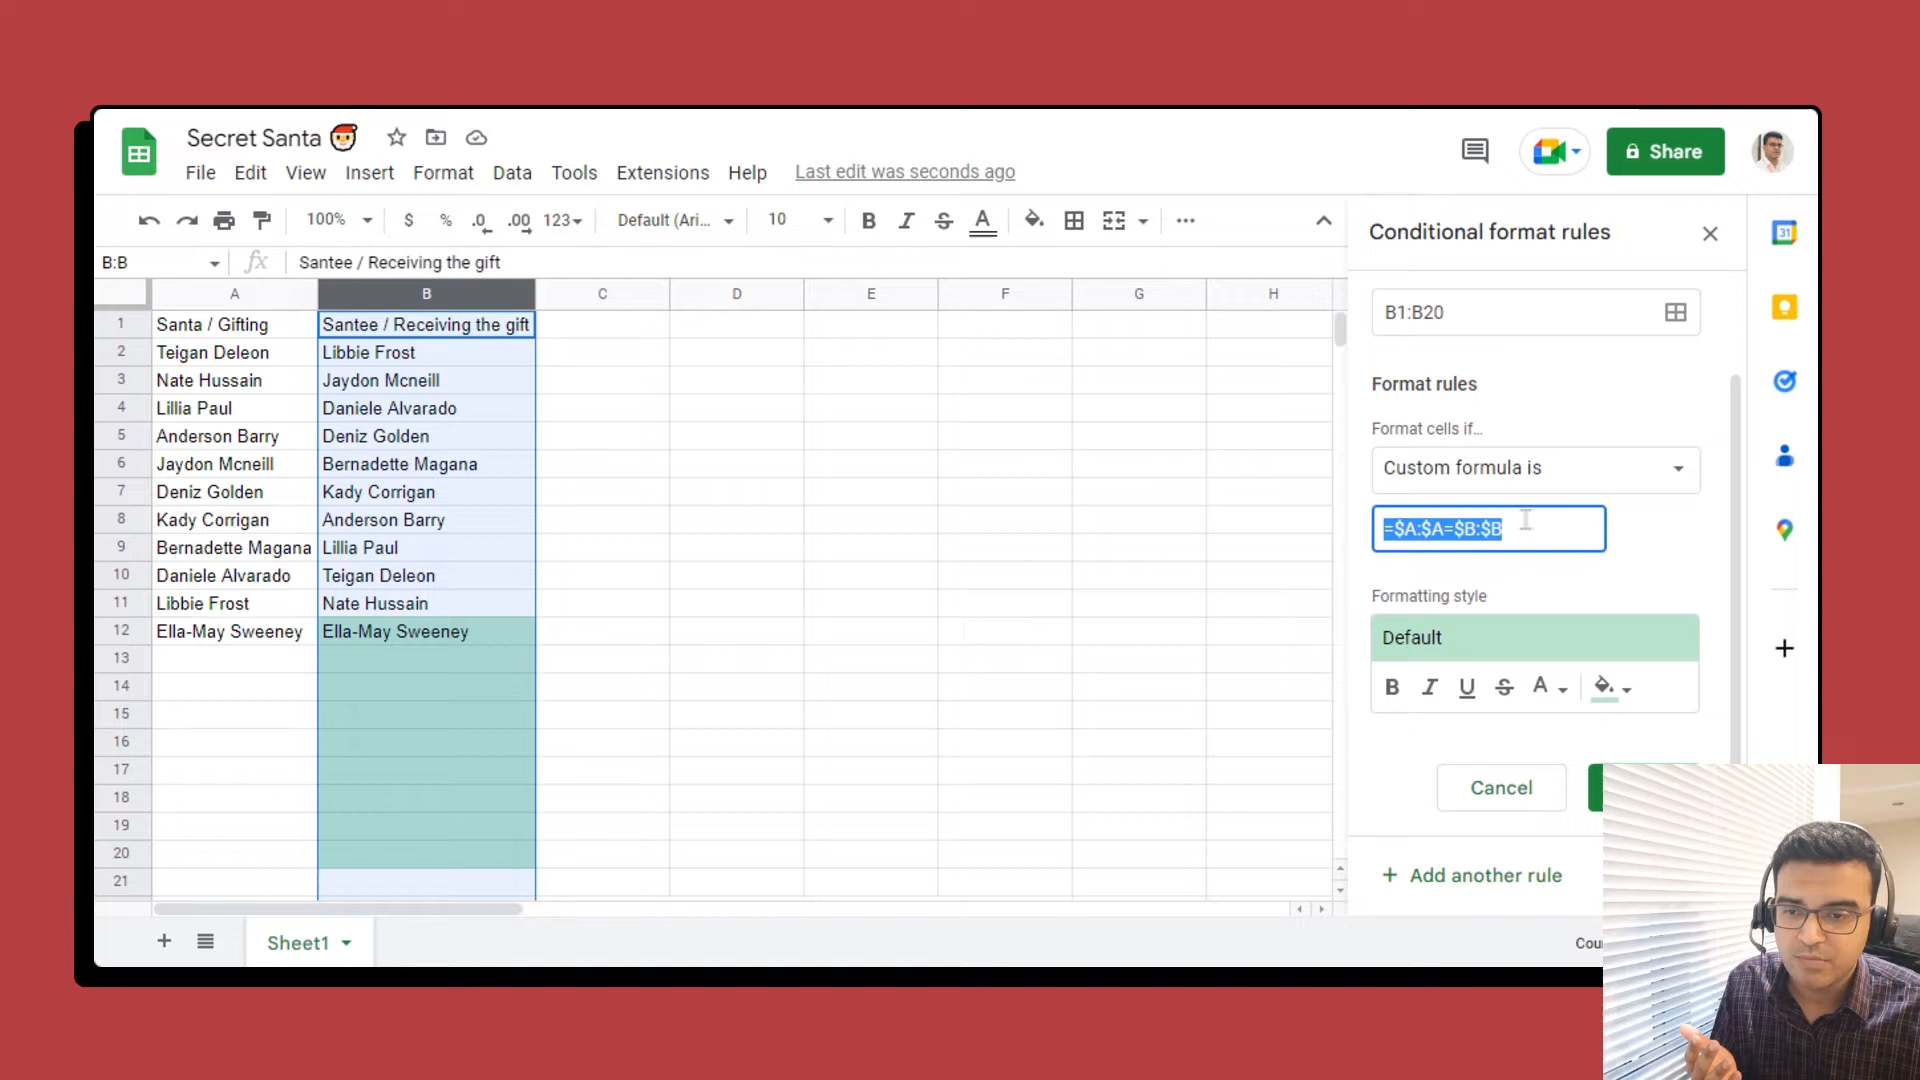 Secret Santa
File Edit View Insert Format Data Tools Extensions Help Last edit was seconds ago
Share
100% $ % .0 .00 123 Default (Ari... 10 B I S A
B:B fx Santee / Receiving the gift
A B C D E F G H
1 Santa / Gifting Santee / Receiving the gift
2 Teigan Deleon Libbie Frost
3 Nate Hussain Jaydon Mcneill
4 Lillia Paul Daniele Alvarado
5 Anderson Barry Deniz Golden
6 Jaydon Mcneill Bernadette Magana
7 Deniz Golden Kady Corrigan
8 Kady Corrigan Anderson Barry
9 Bernadette Magana Lillia Paul
10 Daniele Alvarado Teigan Deleon
11 Libbie Frost Nate Hussain
12 Ella-May Sweeney Ella-May Sweeney
13
14
15
16
17
18
19
20
21
Sheet1
Conditional format rules
31
B1:B20
Format rules
Format cells if…
Custom formula is
=$A:$A=$B:$B
Formatting style
Default
B I U S A
Cancel
+ Add another rule